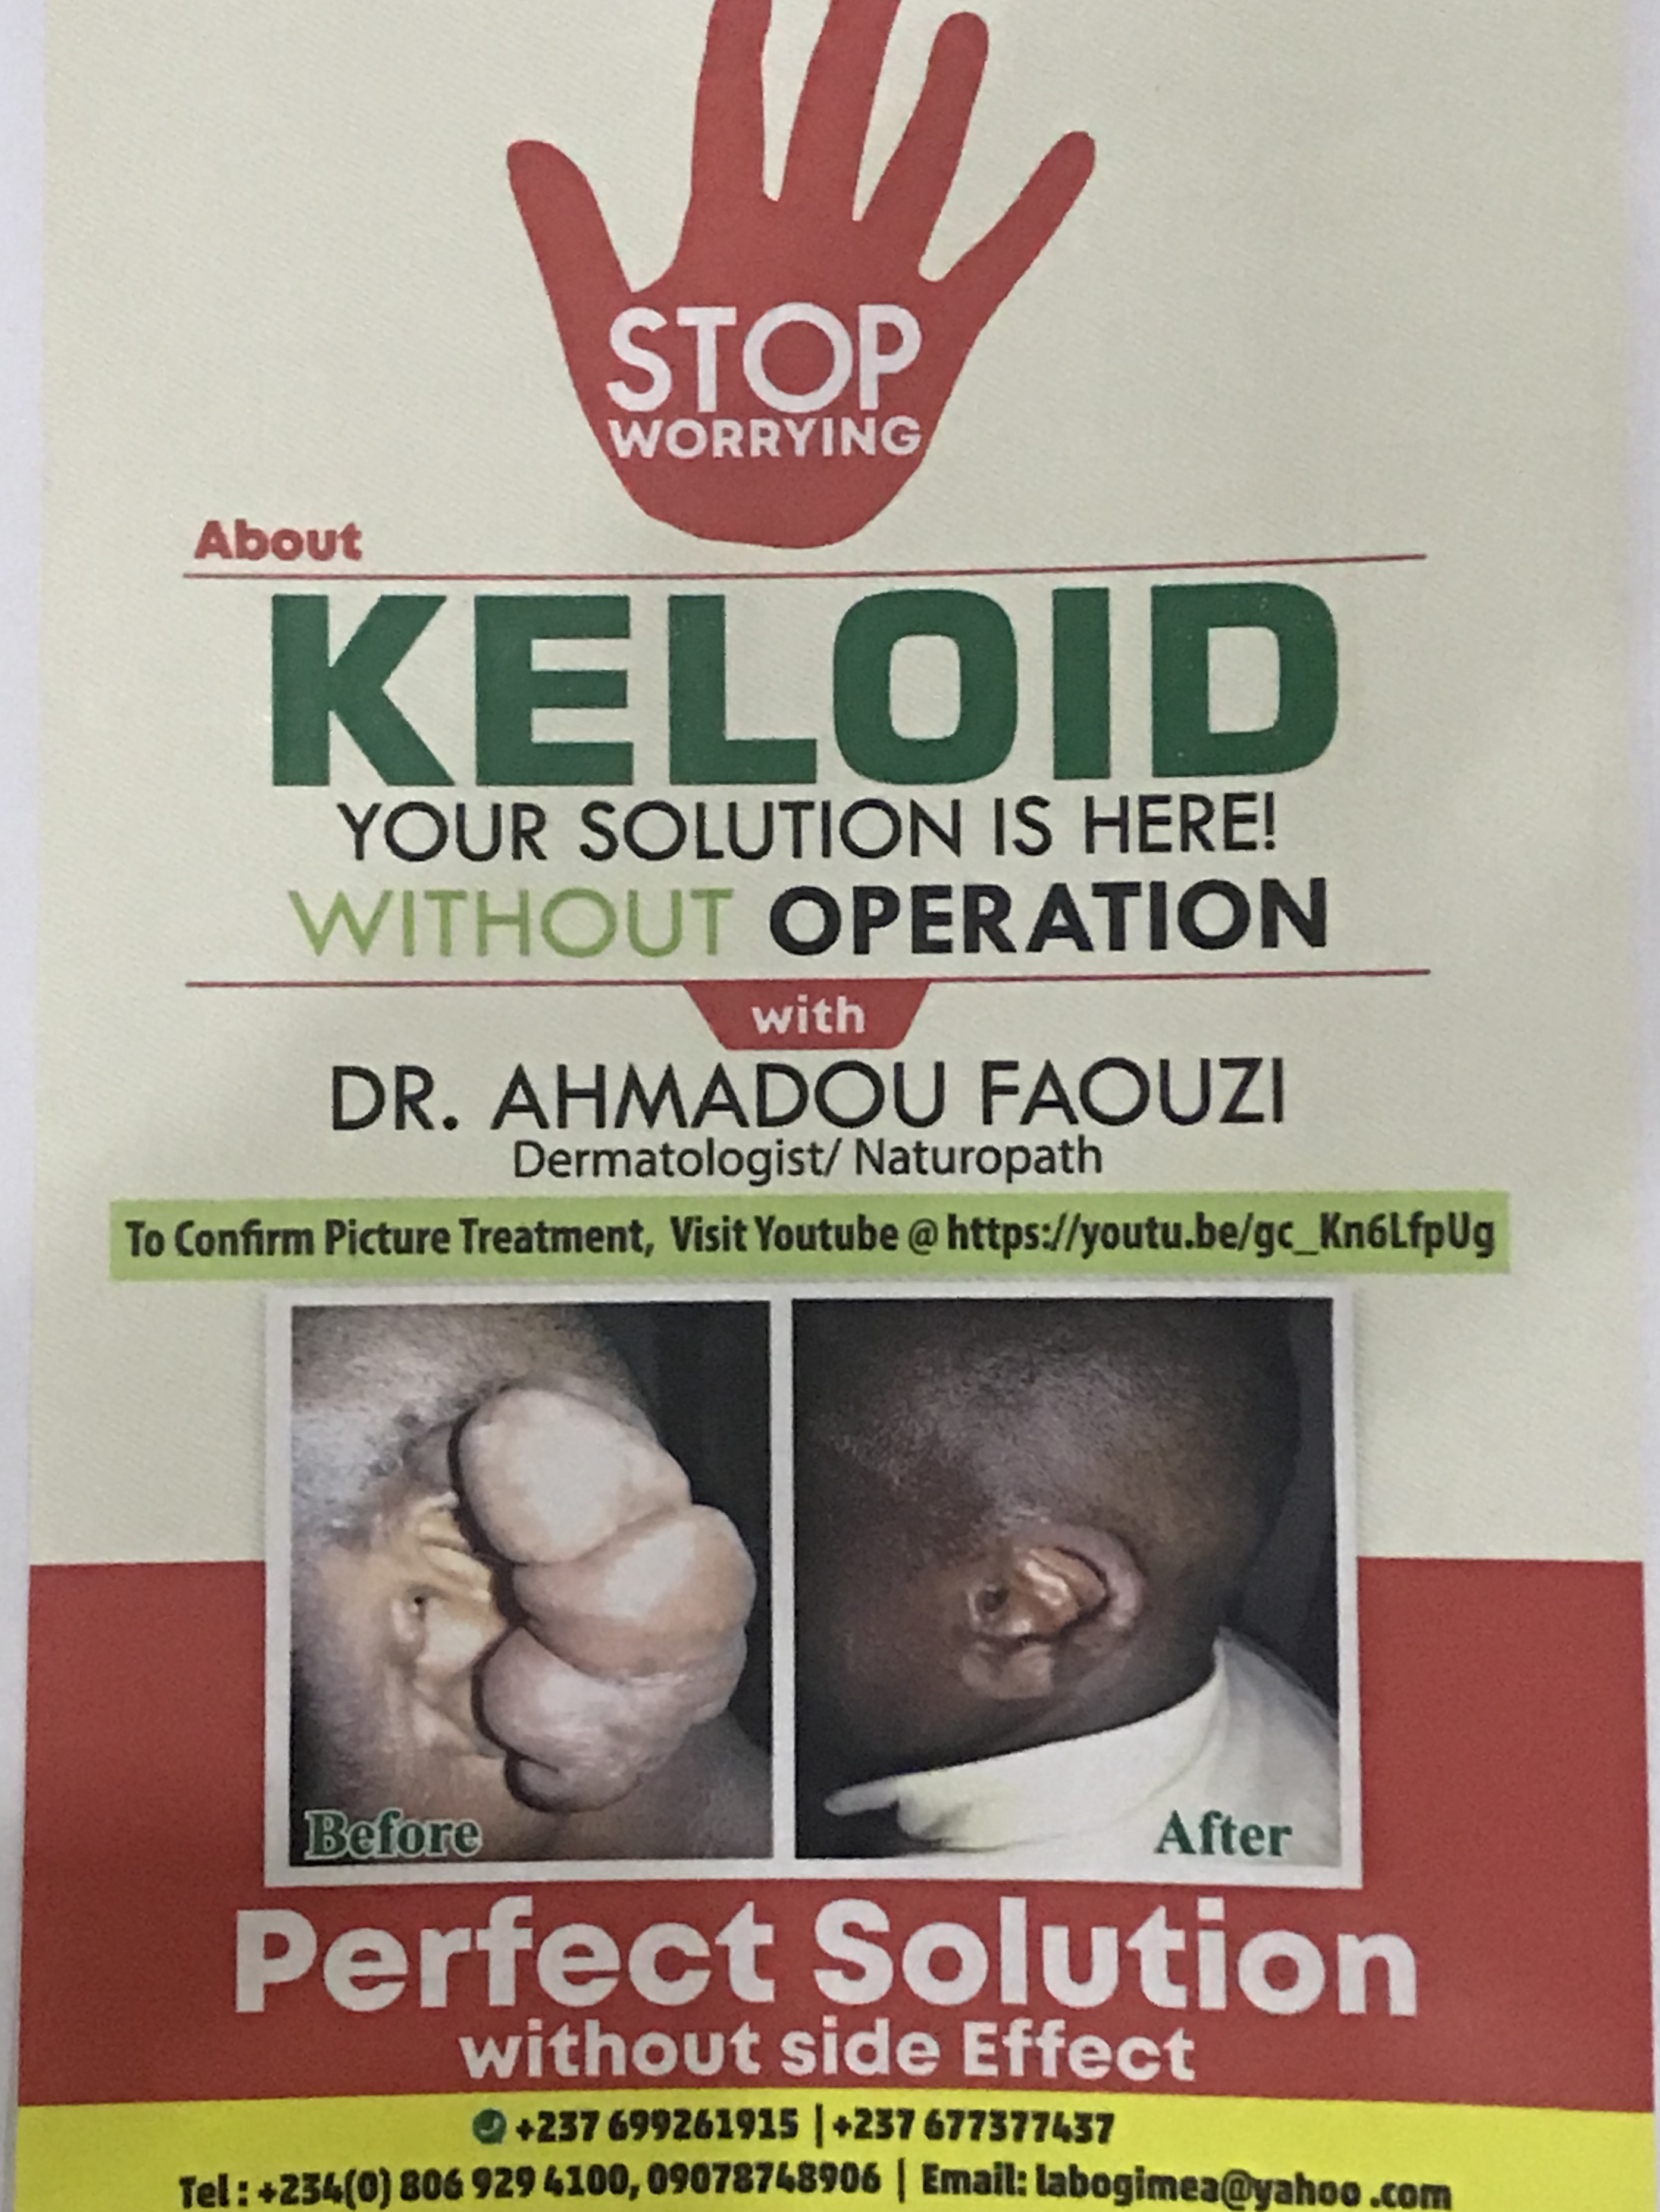 STOP
WORRYING
About
KELOID
YOUR SOLUTION IS HERE!
WITHOUT OPERATION
with
DR. AHMADOU FAOUZI
Dermatologist/ Naturopath
To Confirm Picture Treatment, Visit Youtube @ https://youtu.be/gc_Kn6LfpUg
Before
After
Perfect Solution
without side Effect
+237 699261915 | +237 677377437
Tel : +234(0) 806 929 4100, 09078748906 | Email: labogimea@yahoo .com